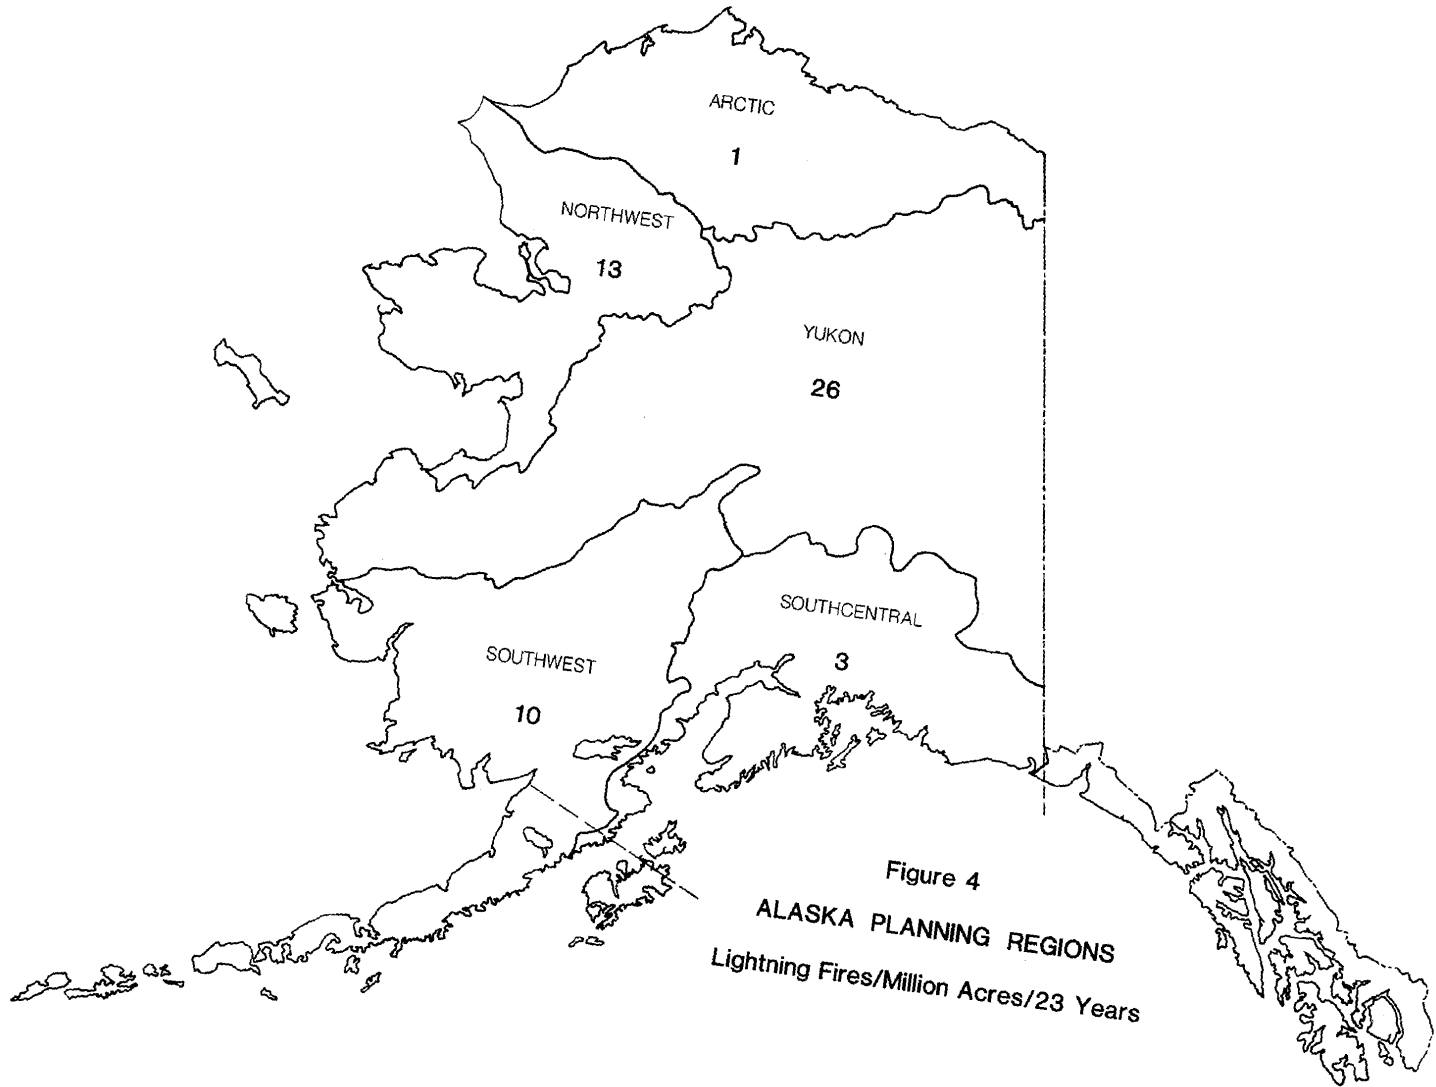 ARCTIC
1
NORTHWEST
13
YUKON
26
SOUTHCENTRAL
3
SOUTHWEST
10
Figure 4
ALASKA PLANNING REGIONS
Lightning Fires/Million Acres/23 Years